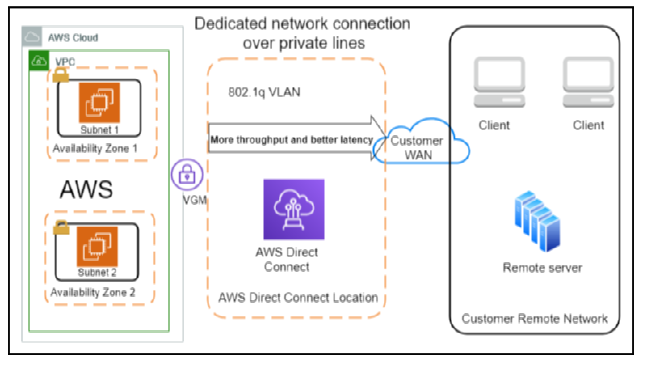 Dedicated network connection
over private lines
AWS Cloud
VPC
Subnet 1
Availability Zone 1
AWS
Subnet 2
Availability Zone 2
VGM
802.1q VLAN
More throughput and better latency
AWS Direct
Connect
AWS Direct Connect Location
Customer
WAN
Client
Client
Remote server
Customer Remote Network